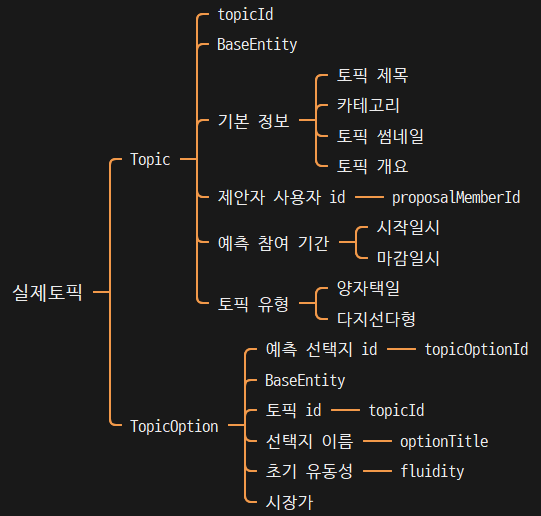 실제토픽
Topic
topicId
BaseEntity
기본 정보
토픽 제목
카테고리
토픽 썸네일
토픽 개요
제안자 사용자 id
proposalMemberId
예측 참여 기간
시작일시
마감일시
토픽 유형
양자택일
다지선다형
TopicOption
예측 선택지 id
topicOptionId
BaseEntity
토픽 id
topicId
선택지 이름
optionTitle
초기 유동성
fluidity
시장가